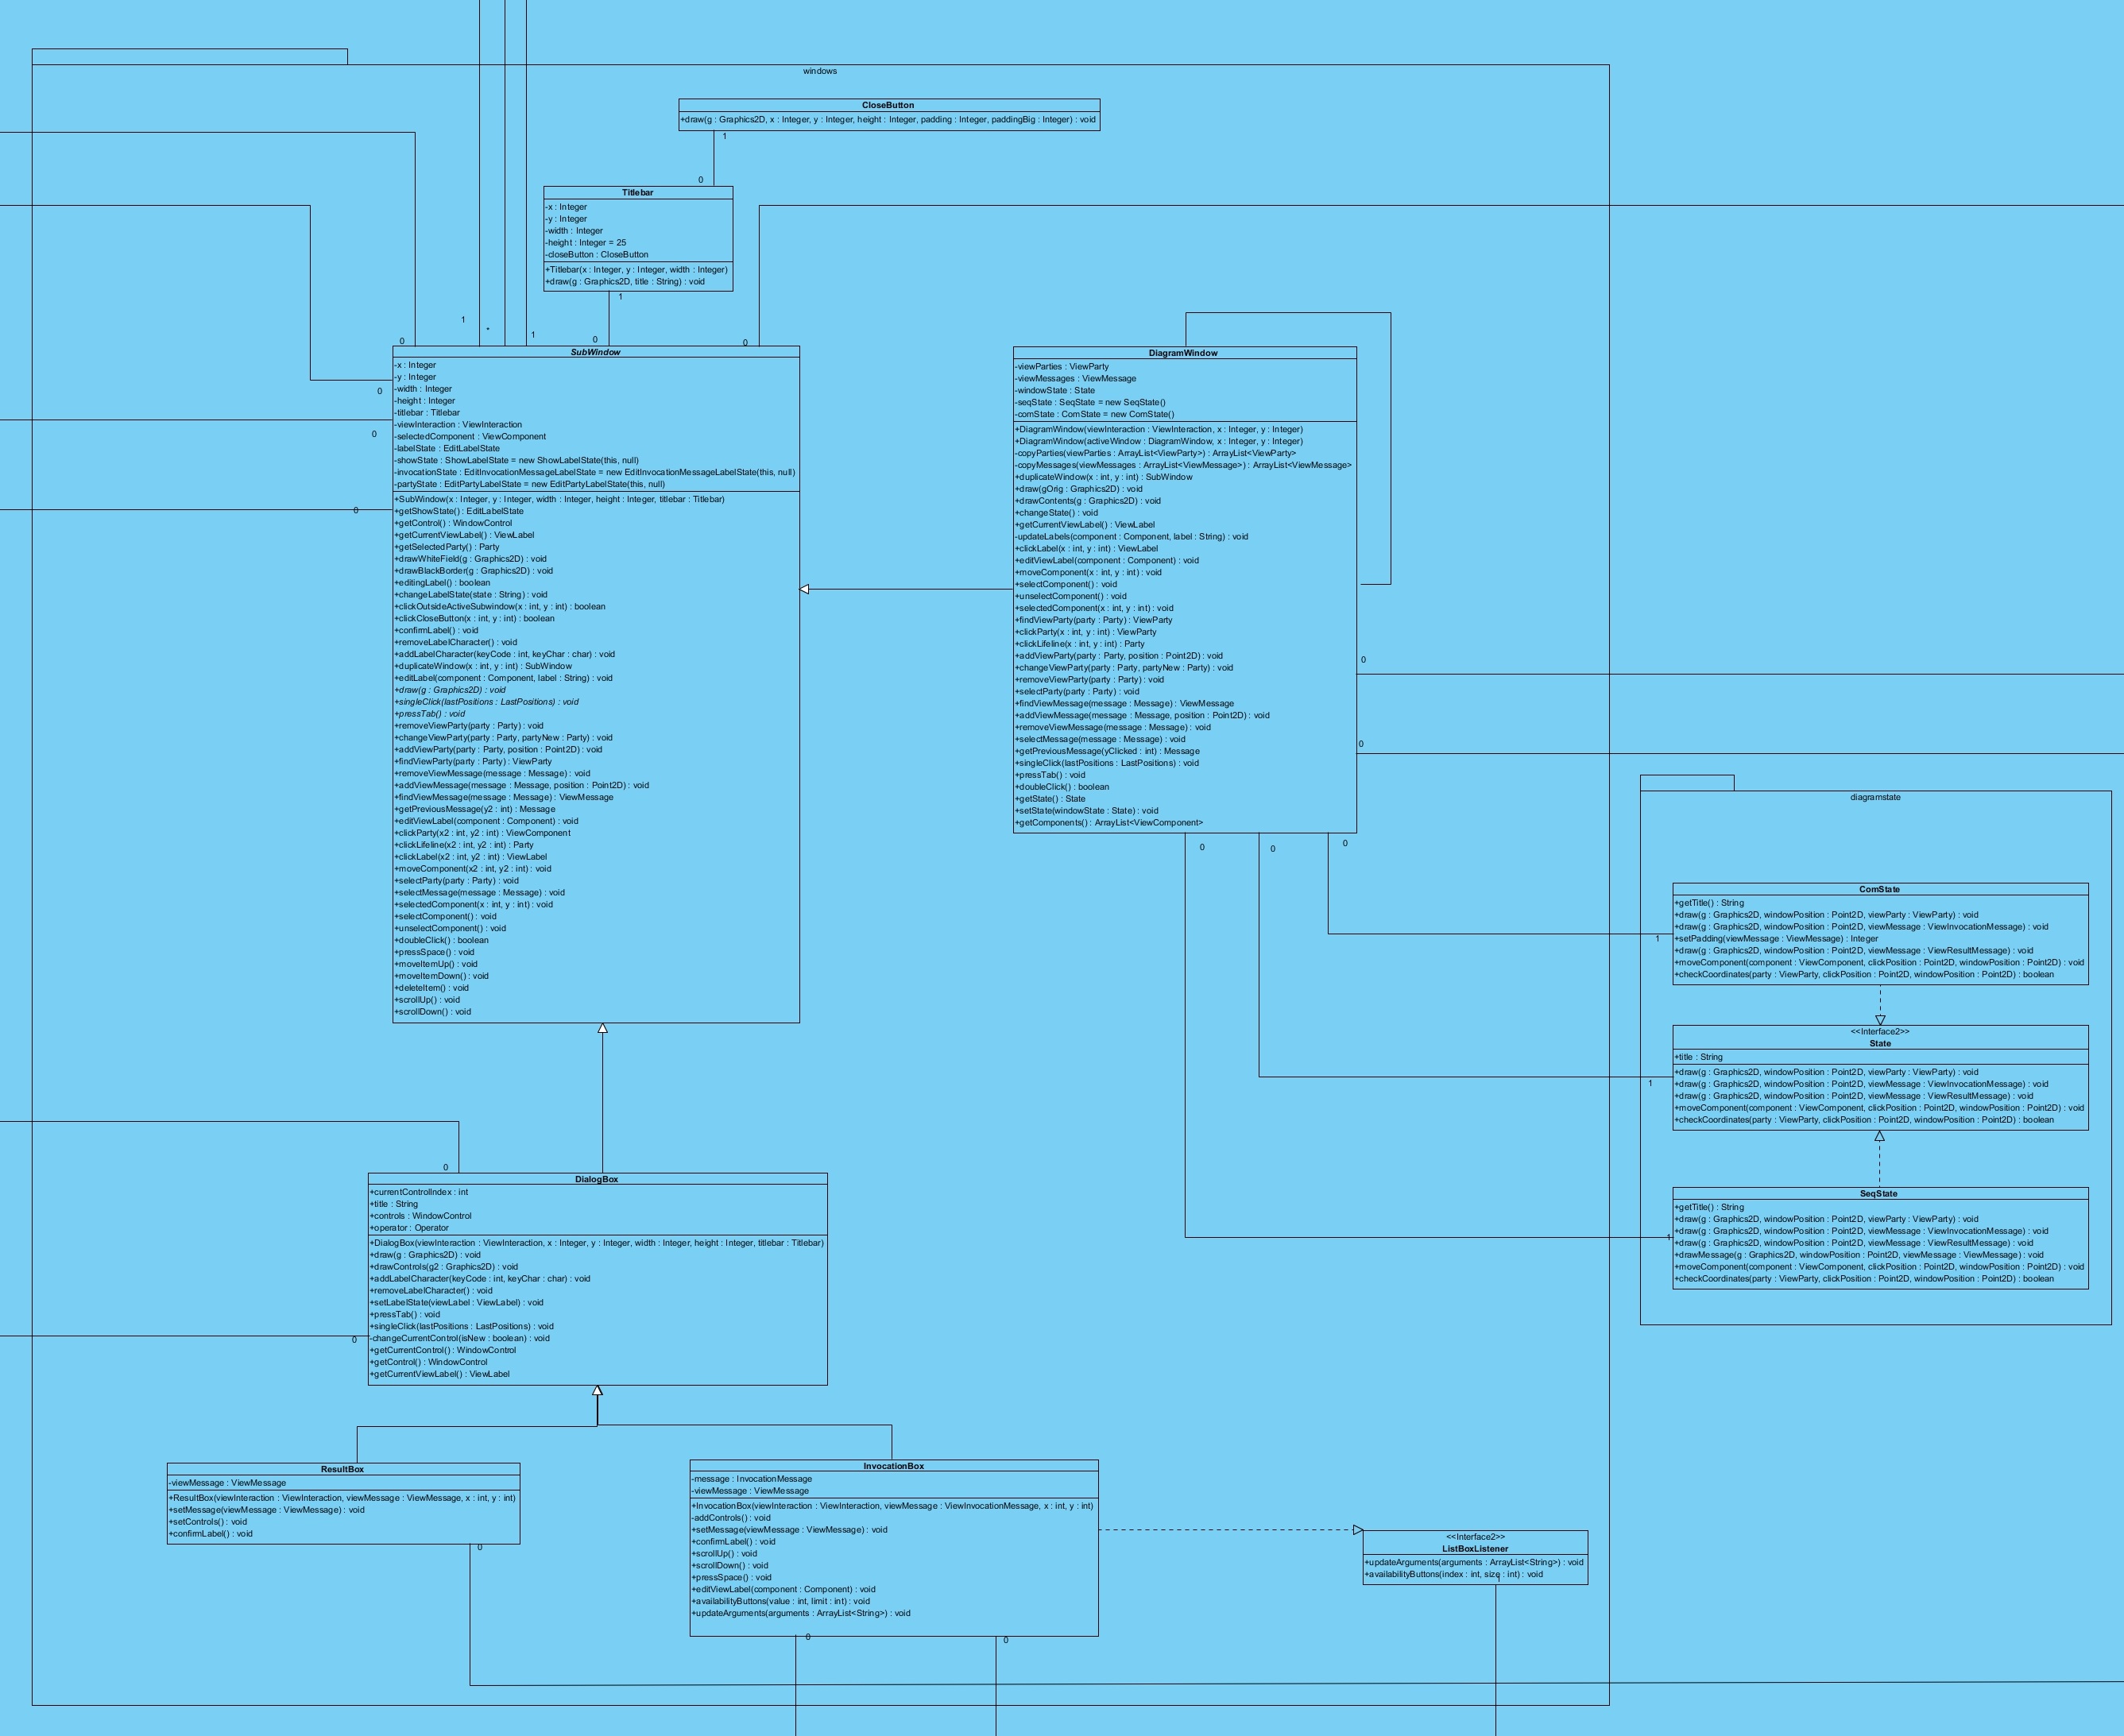 windows
CloseButton
+draw(g : Graphics2D, x : Integer, y : Integer, height : Integer, padding : Integer, paddingBig : Integer) : void
1
0
Titlebar
-x : Integer
-y : Integer
-width : Integer
-height : Integer = 25
-closeButton : CloseButton
+Titlebar(x : Integer, y : Integer, width : Integer)
+draw(g : Graphics2D, title : String) : void
1
1
*
1
0
0
0
0
0
0
SubWindow
-x : Integer
-y : Integer
-width : Integer
-height : Integer
-titlebar : Titlebar
-viewInteraction : ViewInteraction
-selectedComponent : ViewComponent
-labelState : EditLabelState
-showState : ShowLabelState = new ShowLabelState(this, null)
-invocationState : EditInvocationMessageLabelState = new EditInvocationMessageLabelState(this, null)
-partyState : EditPartyLabelState = new EditPartyLabelState(this, null)
+SubWindow(x : Integer, y : Integer, width : Integer, height : Integer, titlebar : Titlebar)
+getShowState() : EditLabelState
+getControl() : WindowControl
+getCurrentViewLabel() : ViewLabel
+getSelectedParty() : Party
+drawWhiteField(g : Graphics2D) : void
+drawBlackBorder(g : Graphics2D) : void
+editingLabel() : boolean
+changeLabelState(state : String) : void
+clickOutsideActiveSubwindow(x : int, y : int) : boolean
+clickCloseButton(x : int, y : int) : boolean
+confirmLabel() : void
+removeLabelCharacter() : void
+addLabelCharacter(keyCode : int, keyChar : char) : void
+duplicateWindow(x : int, y : int) : SubWindow
+editLabel(component : Component, label : String) : void
+draw(g : Graphics2D) : void
+singleClick(lastPositions : LastPositions) : void
+pressTab() : void
+removeViewParty(party : Party) : void
+changeViewParty(party : Party, partyNew : Party) : void
+addViewParty(party : Party, position : Point2D) : void
+findViewParty(party : Party) : ViewParty
+removeViewMessage(message : Message) : void
+addViewMessage(message : Message, position : Point2D) : void
+findViewMessage(message : Message) : ViewMessage
+getPreviousMessage(y2 : int) : Message
+editViewLabel(component : Component) : void
+clickParty(x2 : int, y2 : int) : ViewComponent
+clickLifeline(x2 : int, y2 : int) : Party
+clickLabel(x2 : int, y2 : int) : ViewLabel
+moveComponent(x2 : int, y2 : int) : void
+selectParty(party : Party) : void
+selectMessage(message : Message) : void
+selectedComponent(x : int, y : int) : void
+selectComponent() : void
+unselectComponent() : void
+doubleClick() : boolean
+pressSpace() : void
+moveItemUp() : void
+moveItemDown() : void
+deleteItem() : void
+scrollUp() : void
+scrollDown() : void
DiagramWindow
-viewParties : ViewParty
-viewMessages : ViewMessage
-windowState : State
-seqState : SeqState = new SeqState()
-comState : ComState = new ComState()
+DiagramWindow(viewInteraction : ViewInteraction, x : Integer, y : Integer)
+DiagramWindow(activeWindow : DiagramWindow, x : Integer, y : Integer)
-copyParties(viewParties : ArrayList<ViewParty>) : ArrayList<ViewParty>
-copyMessages(viewMessages : ArrayList<ViewMessage>) : ArrayList<ViewMessage>
+duplicateWindow(x : int, y : int) : SubWindow
+draw(gOrig : Graphics2D) : void
+drawContents(g : Graphics2D) : void
+changeState() : void
+getCurrentViewLabel() : ViewLabel
-updateLabels(component : Component, label : String) : void
+clickLabel(x : int, y : int) : ViewLabel
+editViewLabel(component : Component) : void
+moveComponent(x : int, y : int) : void
+selectComponent() : void
+unselectComponent() : void
+selectedComponent(x : int, y : int) : void
+findViewParty(party : Party) : ViewParty
+clickParty(x : int, y : int) : ViewParty
+clickLifeline(x : int, y : int) : Party
+addViewParty(party : Party, position : Point2D) : void
+changeViewParty(party : Party, partyNew : Party) : void
+removeViewParty(party : Party) : void
+selectParty(party : Party) : void
+findViewMessage(message : Message) : ViewMessage
+addViewMessage(message : Message, position : Point2D) : void
+removeViewMessage(message : Message) : void
+selectMessage(message : Message) : void
+getPreviousMessage(yClicked : int) : Message
+singleClick(lastPositions : LastPositions) : void
+pressTab() : void
+doubleClick() : boolean
+getState() : State
+setState(windowState : State) : void
+getComponents() : ArrayList<ViewComponent>
0
0
0
0
0
diagramstate
ComState
+getTitle() : String
+draw(g : Graphics2D, windowPosition : Point2D, viewParty : ViewParty) : void
+draw(g : Graphics2D, windowPosition : Point2D, viewMessage : ViewInvocationMessage) : void
+setPadding(viewMessage : ViewMessage) : Integer
+draw(g : Graphics2D, windowPosition : Point2D, viewMessage : ViewResultMessage) : void
+moveComponent(component : ViewComponent, clickPosition : Point2D, windowPosition : Point2D) : void
+checkCoordinates(party : ViewParty, clickPosition : Point2D, windowPosition : Point2D) : boolean
1
<<Interface2>>
State
+title : String
+draw(g : Graphics2D, windowPosition : Point2D, viewParty : ViewParty) : void
+draw(g : Graphics2D, windowPosition : Point2D, viewMessage : ViewInvocationMessage) : void
+draw(g : Graphics2D, windowPosition : Point2D, viewMessage : ViewResultMessage) : void
+moveComponent(component : ViewComponent, clickPosition : Point2D, windowPosition : Point2D) : void
+checkCoordinates(party : ViewParty, clickPosition : Point2D, windowPosition : Point2D) : boolean
1
SeqState
+getTitle() : String
+draw(g : Graphics2D, windowPosition : Point2D, viewParty : ViewParty) : void
+draw(g : Graphics2D, windowPosition : Point2D, viewMessage : ViewInvocationMessage) : void
+draw(g : Graphics2D, windowPosition : Point2D, viewMessage : ViewResultMessage) : void
+drawMessage(g : Graphics2D, windowPosition : Point2D, viewMessage : ViewMessage) : void
+moveComponent(component : ViewComponent, clickPosition : Point2D, windowPosition : Point2D) : void
+checkCoordinates(party : ViewParty, clickPosition : Point2D, windowPosition : Point2D) : boolean
1
0
DialogBox
+currentControlIndex : int
+title : String
+controls : WindowControl
+operator : Operator
+DialogBox(viewInteraction : ViewInteraction, x : Integer, y : Integer, width : Integer, height : Integer, titlebar : Titlebar)
+draw(g : Graphics2D) : void
+drawControls(g2 : Graphics2D) : void
+addLabelCharacter(keyCode : int, keyChar : char) : void
+removeLabelCharacter() : void
+setLabelState(viewLabel : ViewLabel) : void
+pressTab() : void
+singleClick(lastPositions : LastPositions) : void
-changeCurrentControl(isNew : boolean) : void
+getCurrentControl() : WindowControl
+getControl() : WindowControl
+getCurrentViewLabel() : ViewLabel
0
ResultBox
-viewMessage : ViewMessage
+ResultBox(viewInteraction : ViewInteraction, viewMessage : ViewMessage, x : int, y : int)
+setMessage(viewMessage : ViewMessage) : void
+setControls() : void
+confirmLabel() : void
0
InvocationBox
-message : InvocationMessage
-viewMessage : ViewMessage
+InvocationBox(viewInteraction : ViewInteraction, viewMessage : ViewInvocationMessage, x : int, y : int)
-addControls() : void
+setMessage(viewMessage : ViewMessage) : void
+confirmLabel() : void
+scrollUp() : void
+scrollDown() : void
+pressSpace() : void
+editViewLabel(component : Component) : void
+availabilityButtons(value : int, limit : int) : void
+updateArguments(arguments : ArrayList<String>) : void
0
0
<<Interface2>>
ListBoxListener
+updateArguments(arguments : ArrayList<String>) : void
+availabilityButtons(index : int, size : int) : void